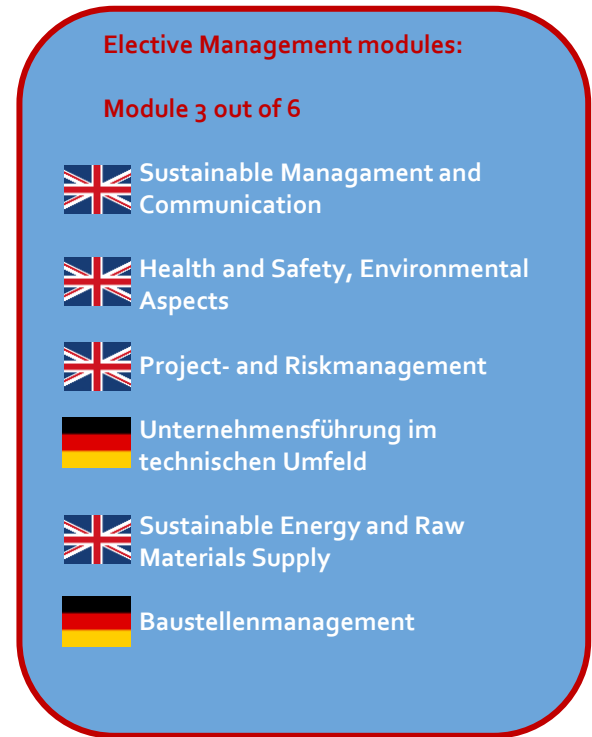 Elective Management modules:
Module 3 out of 6
Sustainable Managament and
Communication
Health and Safety, Environmental
Aspects
Project- and Riskmanagement
Unternehmensführung im
technischen Umfeld
Sustainable Energy and Raw
Materials Supply
Baustellenmanagement